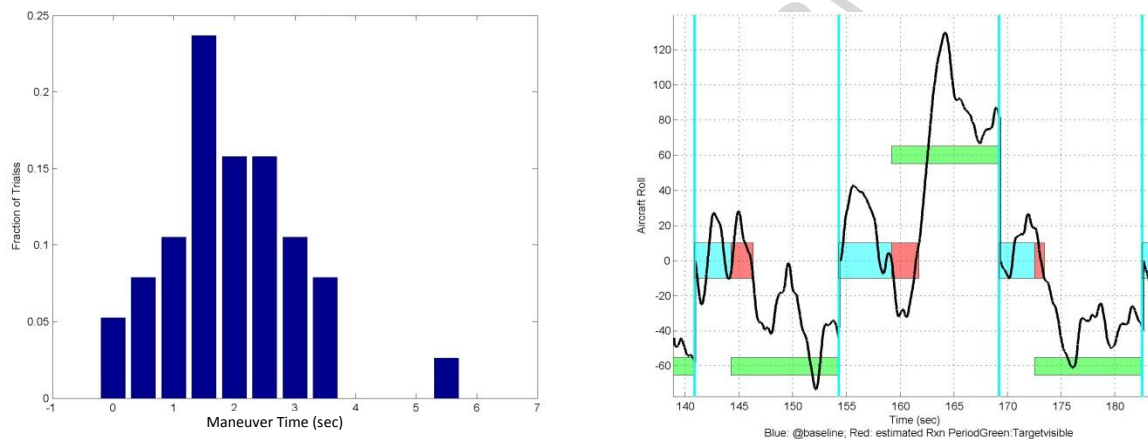 0.25
0.2
0.15
0.1
0.05
0
-1 0 1 2 3 4 5 6 7
Fraction of Trialss
Maneuver Time (sec)
120
100
80
60
40
20
0
-20
-40
-60
140 145 150 155 160 165 170 175 180
Aircraft Roll
Time (sec)
Blue: @baseline; Red: estimated Rxn PeriodGreen:Targetvisible